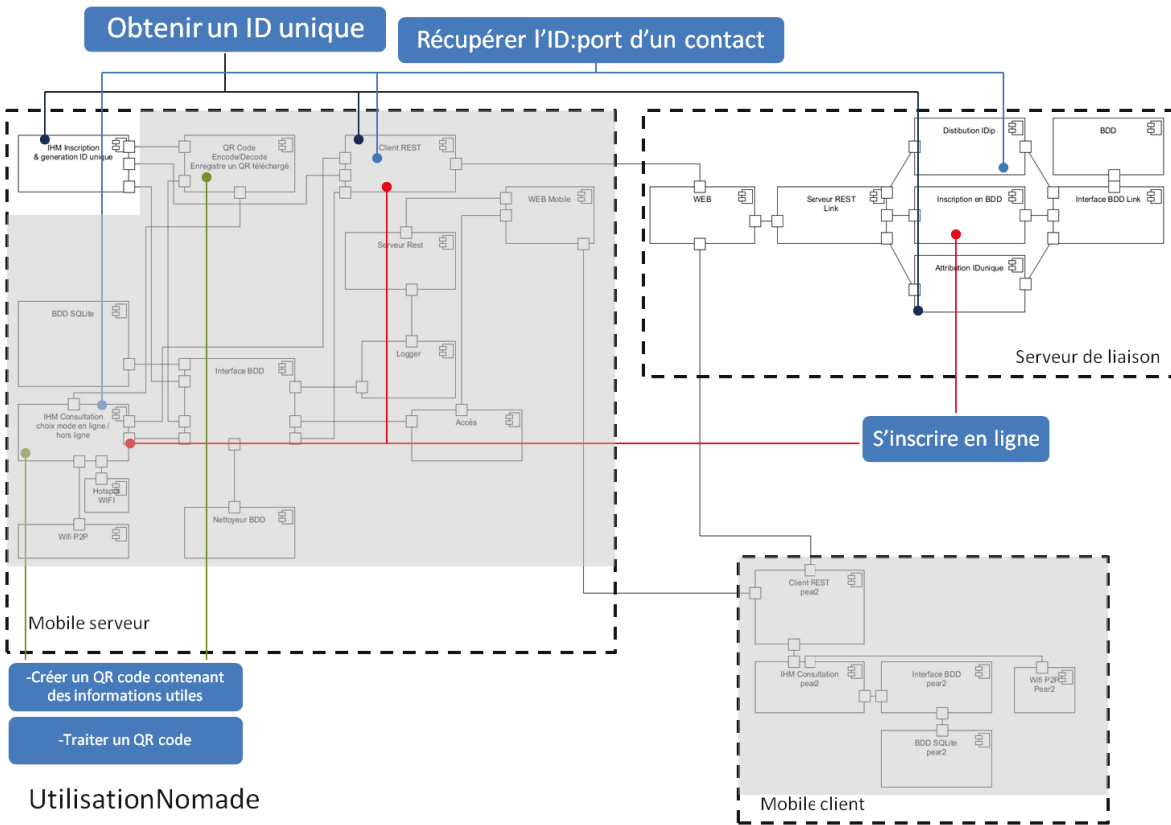 Obtenir un ID unique
Récupérer l'ID:port d'un contact
IHM Inscription
& generation ID unique
QR Code
Encode/Decode
Enregistre un QR téléchargé
Client REST
WEB Mobile
Serveur Rest
BDD SQLite
Interface BDD
Logger
IHM Consultation
choix mode en ligne /
hors ligne
Accès
Hotspot
WIFI
Wifi P2P
Nettoyeur BDD
Mobile serveur
WEB
Serveur REST
Link
Distibution IDip
BDD
Inscription en BDD
Interface BDD Link
Attribution IDunique
Serveur de liaison
S'inscrire en ligne
-Créer un QR code contenant
des informations utiles
-Traiter un QR code
UtilisationNomade
Client REST
pear2
IHM Consultation
pear2
Interface BDD
pear2
Wifi P2P
Pear2
BDD SQLite
pear2
Mobile client